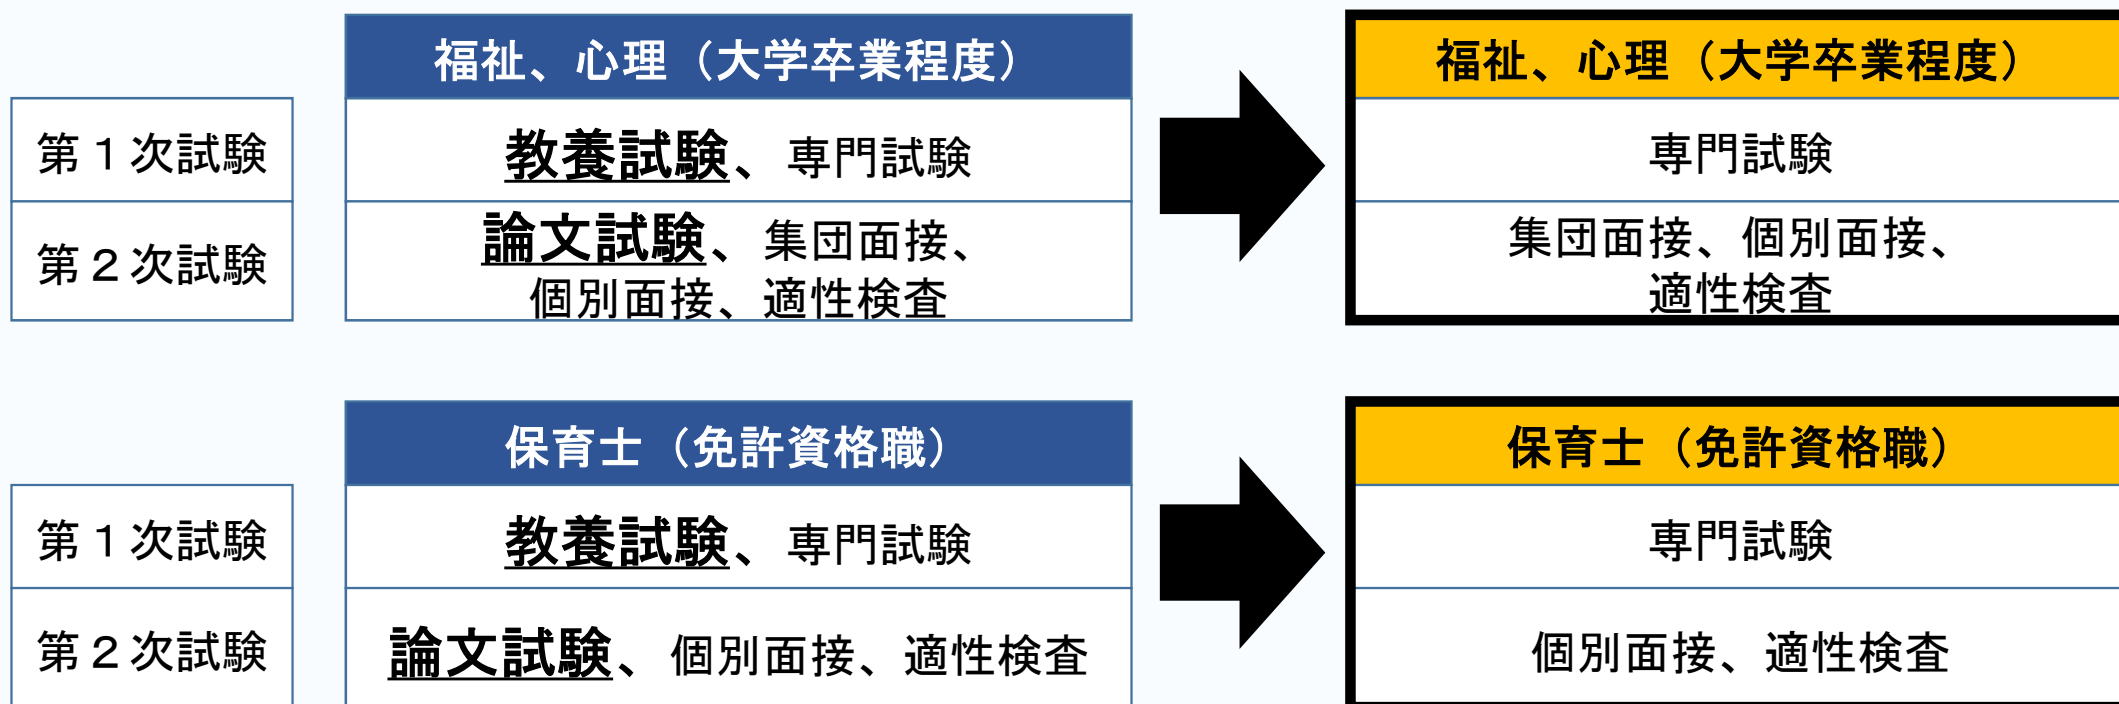 福祉、心理（大学卒業程度）
福祉、心理（大学卒業程度）
第１次試験
教養試験、専門試験
専門試験
第２次試験
論文試験、集団面接、
個別面接、適性検査
集団面接、個別面接、
適性検査
保育士（免許資格職）
保育士（免許資格職）
第１次試験
教養試験、専門試験
専門試験
第２次試験
論文試験、個別面接、適性検査
個別面接、適性検査